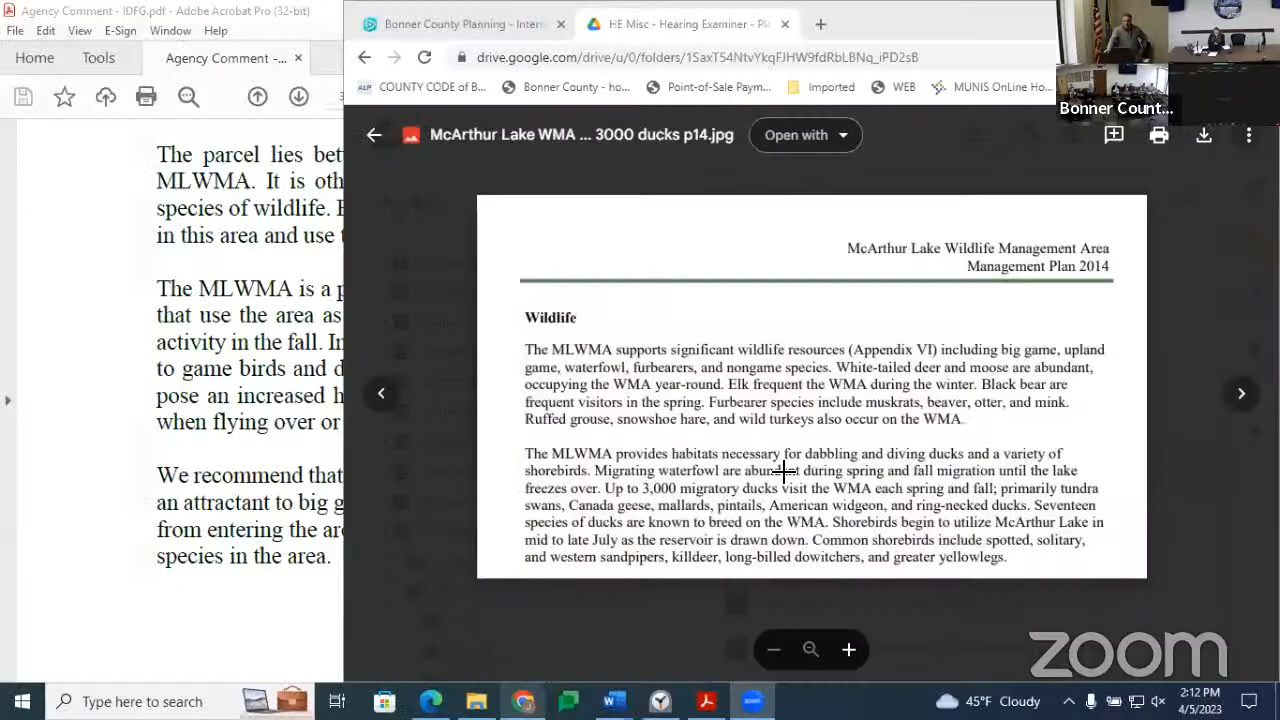 Agency Comment - IDFG.pdf - Adobe Acrobat Pro (32-bit)
File Edit View E-Sign Window Help
Home Tools Agency Comment -...
The parcel lies bet
MLWMA. It is oth
species of wildlife.
in this area and use
The MLWMA is a p
that use the area as
activity in the fall. In
to game birds and d
pose an increased h
when flying over or
We recommend that
an attractant to big g
from entering the are
species in the area.
Bonner County Planning - Intern
HE Misc - Hearing Examiner - Pla
drive.google.com/drive/u/0/folders/1SaxT54NtvYkqFJHW9fdRbLBNq_iPD2sB
COUNTY CODE of B... Bonner County - ho... Point-of-Sale Paym... Imported WEB MUNIS OnLine Ho...
McArthur Lake WMA ... 3000 ducks p14.jpg
Open with
McArthur Lake Wildlife Management Area
Management Plan 2014
Wildlife
The MLWMA supports significant wildlife resources (Appendix VI) including big game, upland
game, waterfowl, furbearers, and nongame species. White-tailed deer and moose are abundant,
occupying the WMA year-round. Elk frequent the WMA during the winter. Black bear are
frequent visitors in the spring. Furbearer species include muskrats, beaver, otter, and mink.
Ruffed grouse, snowshoe hare, and wild turkeys also occur on the WMA.
The MLWMA provides habitats necessary for dabbling and diving ducks and a variety of
shorebirds. Migrating waterfowl are abundant during spring and fall migration until the lake
freezes over. Up to 3,000 migratory ducks visit the WMA each spring and fall; primarily tundra
swans, Canada geese, mallards, pintails, American widgeon, and ring-necked ducks. Seventeen
species of ducks are known to breed on the WMA. Shorebirds begin to utilize McArthur Lake in
mid to late July as the reservoir is drawn down. Common shorebirds include spotted, solitary,
and western sandpipers, killdeer, long-billed dowitchers, and greater yellowlegs.
Bonner Count...
zoom
Type here to search
45°F Cloudy
2:12 PM
4/5/2023